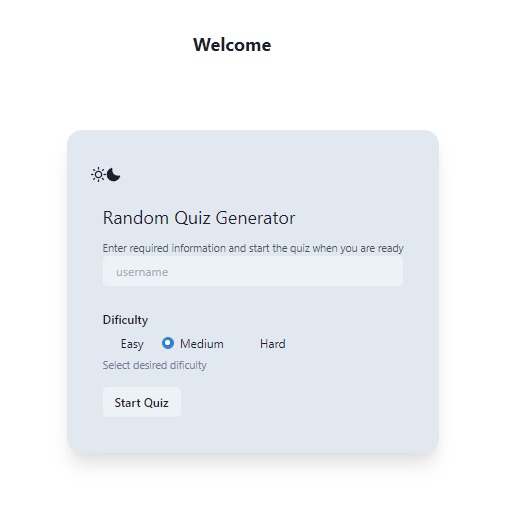 Welcome
Random Quiz Generator
Enter required information and start the quiz when you are ready
username
Dificulty
Easy Medium Hard
Select desired dificulty
Start Quiz